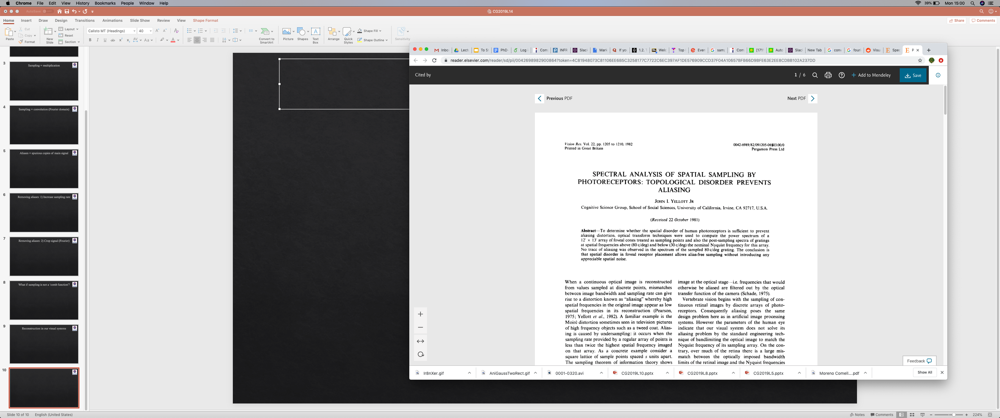 Chrome File Edit View History Bookmarks People Window Help
39% Mon 15:00
AutoSave OFF
CG2019L14
Home Insert Draw Design Transitions Animations Slide Show Review View Shape Format
Share Comments
Paste
Cut
Copy
Format
New Slide
Layout
Reset
Section
Calisto MT (Headings) 40
Convert to SmartArt
Picture
Shapes
Text Box
Arrange
Quick Styles
Shape Fill
Shape Outline
Sensitivity
3
Sampling = multiplication
4
Sampling = convolution (Fourier domain)
5
Aliases = spurious copies of main signal
6
Removing aliases: 1) Increase sampling rate
7
Removing aliases: 2) Crop signal (Fourier)
8
What if sampling is not a 'comb function'?
9
Reconstruction in our visual systems
10
Inbo Lect To S PhD- Log Com INFR Slac Mark If yo 1.2. Welc Top Ever samp Com [1711 Auto Slac New Tab conv fouri Visu Spec P
reader.elsevier.com/reader/sd/pii/0042698982900864?token=4C81948073C81106EE6B5C3258177C7722C6EC397AF1DE576909CCD37F04A10657BFB66D9BFE63E2EE8CDBB102A237DD
Cited by
1 / 6
Add to Mendeley
Save
Previous PDF
Next PDF
Vision Res. Vol. 22, pp. 1205 to 1210, 1982
Printed in Great Britain
0042-6989/82/091205-06$03.00/0
Pergamon Press Ltd
SPECTRAL ANALYSIS OF SPATIAL SAMPLING BY
PHOTORECEPTORS: TOPOLOGICAL DISORDER PREVENTS
ALIASING
JOHN I. YELLOTT JR
Cognitive Science Group, School of Social Sciences, University of California, Irvine, CA 92717, U.S.A.
(Received 22 October 1981)
Abstract—To determine whether the spatial disorder of human photoreceptors is sufficient to prevent
aliasing distortion, optical transform techniques were used to compute the power spectrum of a
12′ × 13′ array of foveal cones treated as sampling points and also the post-sampling spectra of gratings
at spatial frequencies above (80 c/deg) and below (30 c/deg) the nominal Nyquist frequency for this array.
No trace of aliasing was observed in the spectrum of the sampled 80 c/deg grating. The conclusion is
that spatial disorder in foveal receptor placement allows alias-free sampling without introducing any
appreciable spatial noise.
When a continuous optical image is reconstructed
from values sampled at discrete points, mismatches
between image bandwidth and sampling rate can give
rise to a distortion known as “aliasing” whereby high
spatial frequencies in the original image appear as low
spatial frequencies in its reconstruction (Pearson,
1975; Yellott et al., 1982). A familiar example is the
Moiré distortion sometimes seen in television pictures
of high frequency objects such as a tweed coat. Alias-
ing is caused by undersampling: it occurs when the
sampling rate provided by a regular array of points is
less than twice the highest spatial frequency imaged
on that array. As a concrete example consider a
square lattice of sample points spaced s units apart.
The sampling theorem of information theory shows
image at the optical stage—i.e. frequencies that would
otherwise be aliased are filtered out by the optical
transfer function of the camera (Schade, 1975).
Vertebrate vision begins with the sampling of con-
tinuous retinal images by discrete arrays of photo-
receptors. Consequently aliasing poses the same
design problem here as in artificial image processing
systems. However the parameters of the human eye
indicate that our visual system does not solve its
aliasing problem by the standard engineering tech-
nique of bandlimiting the optical image to match the
Nyquist frequency of its sampling array. On the con-
trary, over much of the retina there is a large mis-
match between the optically imposed bandwidth
limits of the retinal image and the Nyquist frequencies
Feedback
Ir8nXer.gif AniGaussTwoRect.gif 0001-0320.avi CG2019L10.pptx CG2019L8.pptx CG2019L5.pptx Moreno Comell....pdf
Show All
Slide 10 of 10 English (United States)
Notes Comments 224%